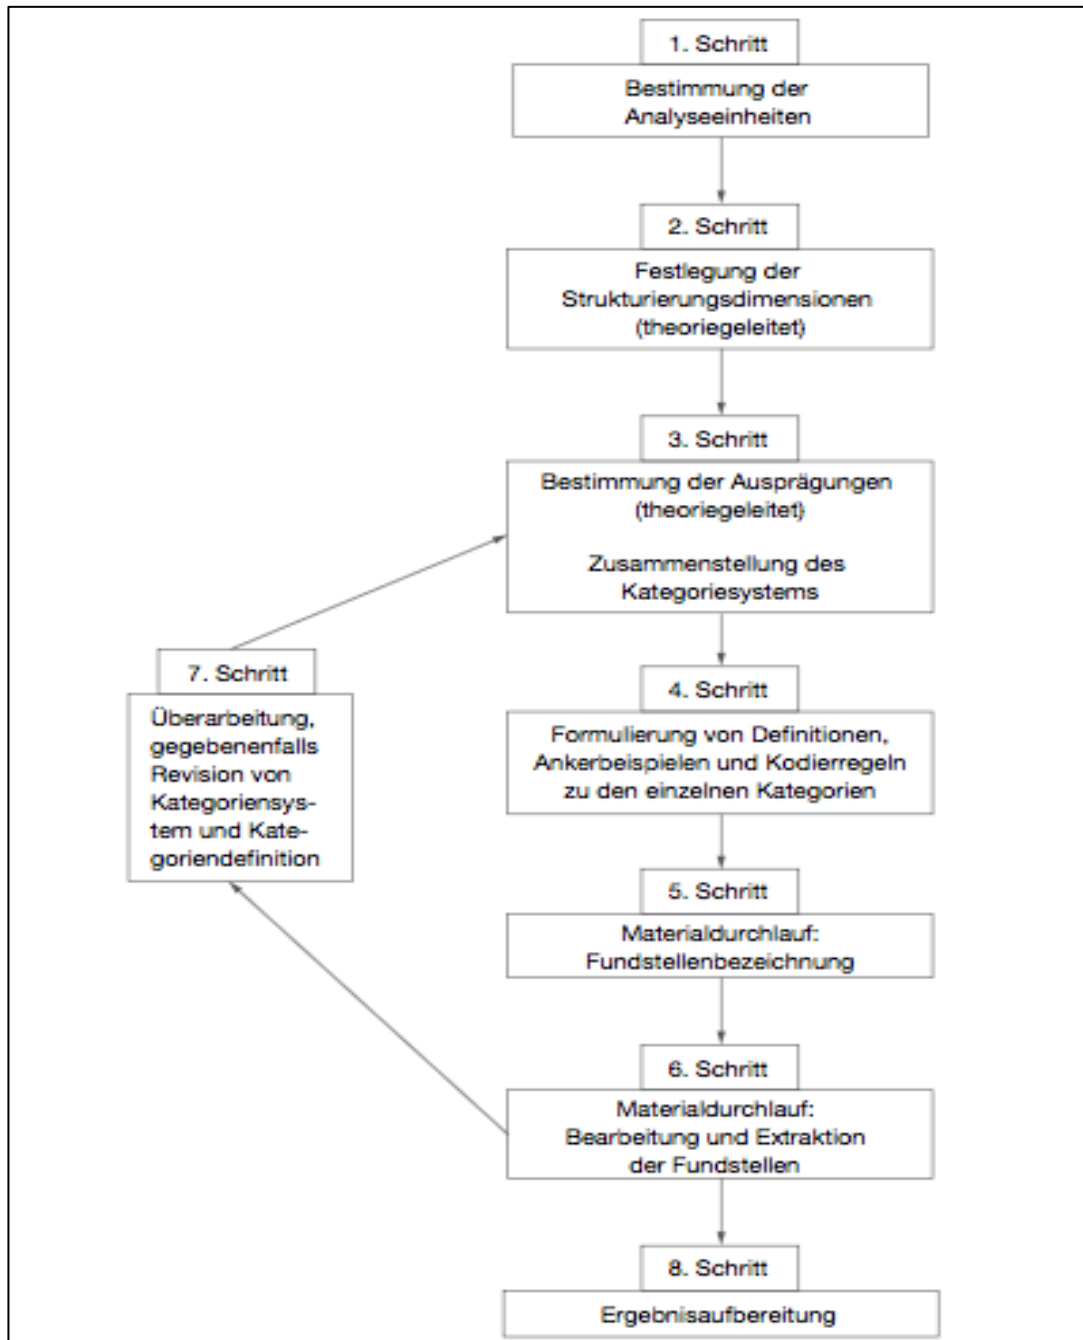 1. Schritt
Bestimmung der
Analyseeinheiten
2. Schritt
Festlegung der
Strukturierungsdimensionen
(theoriegeleitet)
3. Schritt
Bestimmung der Ausprägungen
(theoriegeleitet)
Zusammenstellung des
Kategoriesystems
4. Schritt
Formulierung von Definitionen,
Ankerbeispielen und Kodierregeln
zu den einzelnen Kategorien
5. Schritt
Materialdurchlauf:
Fundstellenbezeichnung
6. Schritt
Materialdurchlauf:
Bearbeitung und Extraktion
der Fundstellen
7. Schritt
Überarbeitung,
gegebenenfalls
Revision von
Kategoriensys-
tem und Kate-
goriendefinition
8. Schritt
Ergebnisaufbereitung